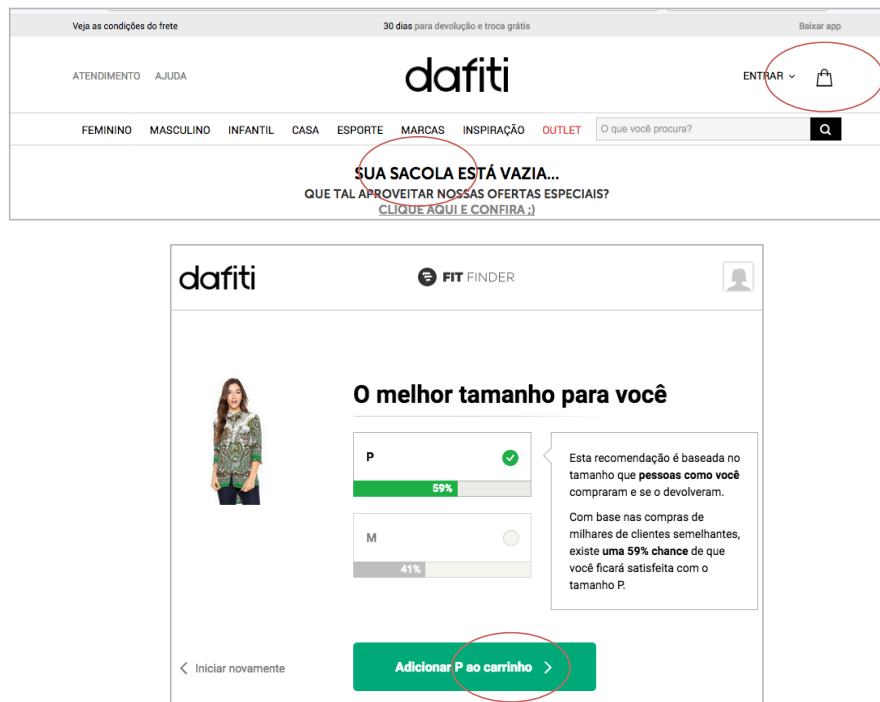 Veja as condições do frete
30 dias para devolução e troca grátis
Baixar app
ATENDIMENTO AJUDA
dafiti
ENTRAR
FEMININO MASCULINO INFANTIL CASA ESPORTE MARCAS INSPIRAÇÃO OUTLET O que você procura?
SUA SACOLA ESTÁ VAZIA...
QUE TAL APROVEITAR NOSSAS OFERTAS ESPECIAIS?
CLIQUE AQUI E CONFIRA ;)
dafiti
FIT FINDER
O melhor tamanho para você
P
59%
M
41%
Esta recomendação é baseada no
tamanho que pessoas como você
compraram e se o devolveram.
Com base nas compras de
milhares de clientes semelhantes,
existe uma 59% chance de que
você ficará satisfeita com o
tamanho P.
Iniciar novamente
Adicionar P ao carrinho